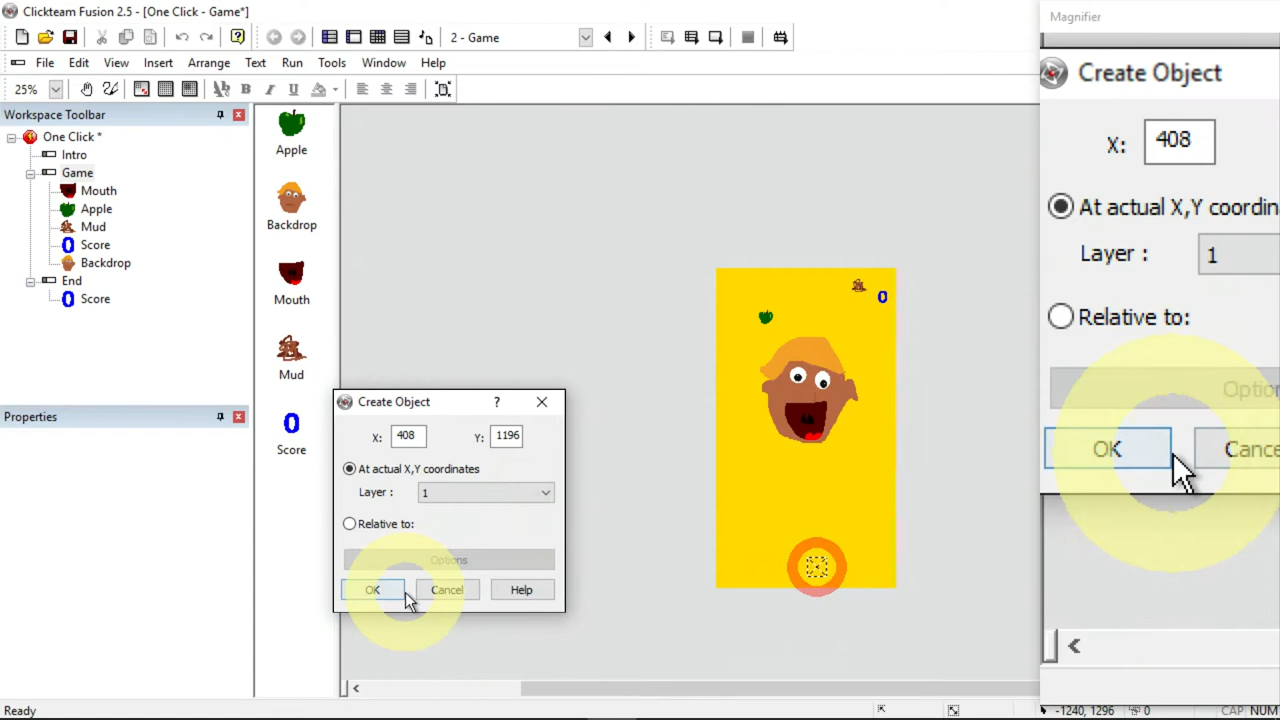 Clickteam Fusion 2.5 - [One Click - Game*]
2 - Game
File Edit View Insert Arrange Text Run Tools Window Help
25%
B I U
Workspace Toolbar
One Click *
Intro
Game
Mouth
Apple
Mud
Score
Backdrop
End
Score
Properties
Apple
Backdrop
Mouth
Mud
0
Score
0
Create Object ?
X: 408 Y: 1196
At actual X,Y coordinates
Layer : 1
Relative to:
Options
OK Cancel Help
Magnifier
Create Object
X: 408
At actual X,Y coordin
Layer : 1
Relative to:
Option
OK Cance
Ready
-1240, 1296 0 CAP NUM